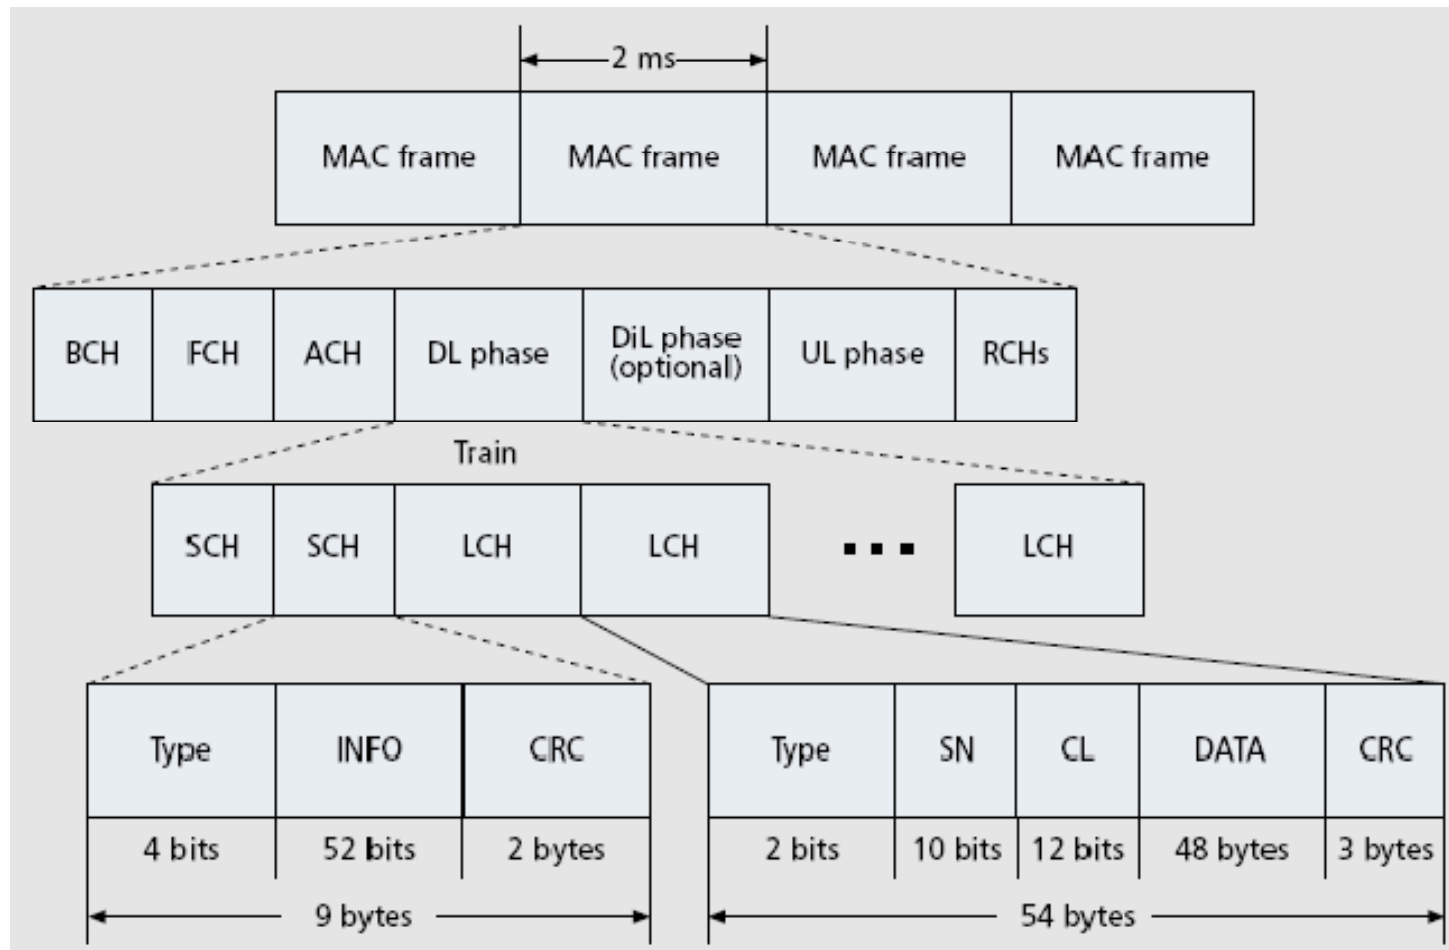 2 ms
MAC frame MAC frame MAC frame MAC frame
BCH FCH ACH DL phase DiL phase (optional) UL phase RCHs
Train
SCH SCH LCH LCH ... LCH
Type INFO CRC Type SN CL DATA CRC
4 bits 52 bits 2 bytes 2 bits 10 bits 12 bits 48 bytes 3 bytes
9 bytes 54 bytes